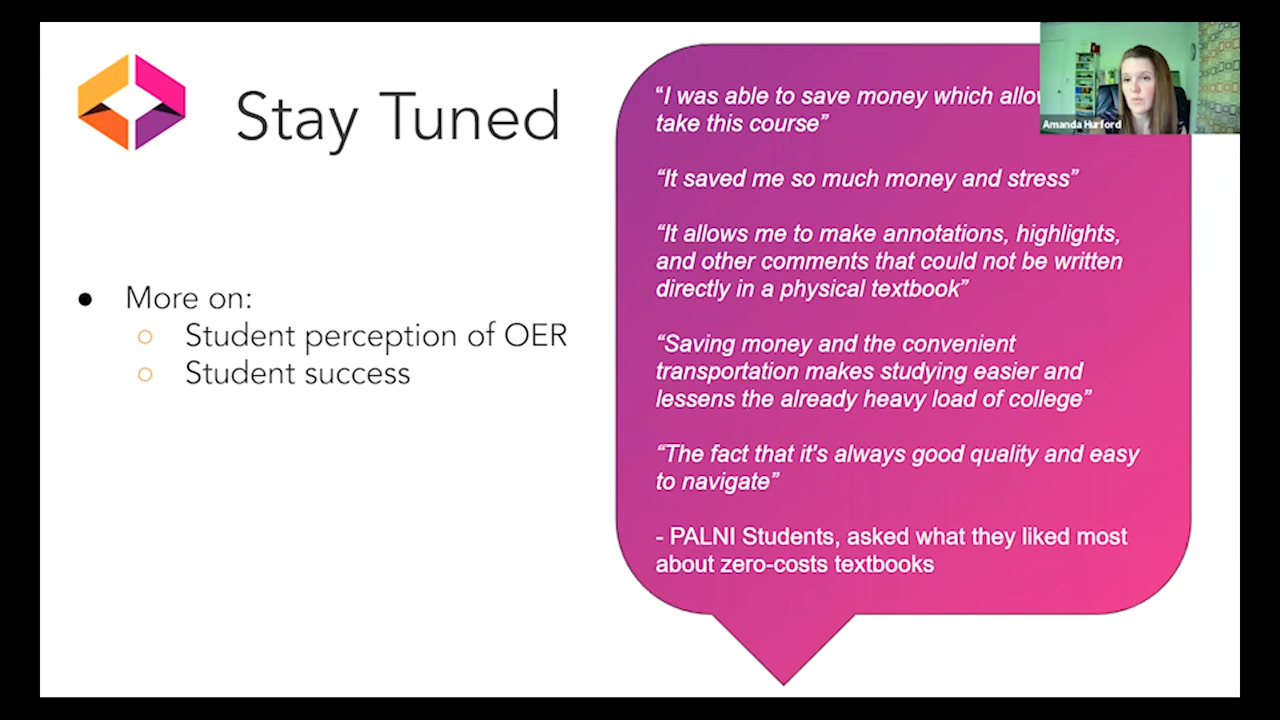 Stay Tuned
● More on:
○ Student perception of OER
○ Student success
“I was able to save money which
take this course”
“It saved me so much money and stress”
“It allows me to make annotations, highlights,
and other comments that could not be written
directly in a physical textbook”
“Saving money and the convenient
transportation makes studying easier and
lessens the already heavy load of college”
“The fact that it's always good quality and easy
to navigate”
- PALNI Students, asked what they liked most
about zero-costs textbooks
Amanda Hurford